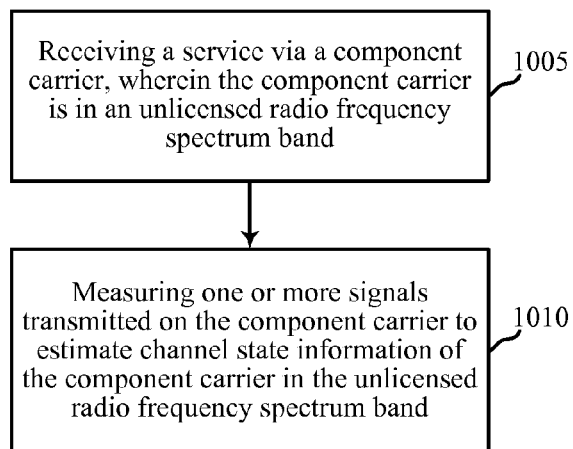 Receiving a service via a component
carrier, wherein the component carrier
is in an unlicensed radio frequency
spectrum band
1005
Measuring one or more signals
transmitted on the component carrier to
estimate channel state information of
the component carrier in the unlicensed
radio frequency spectrum band
1010